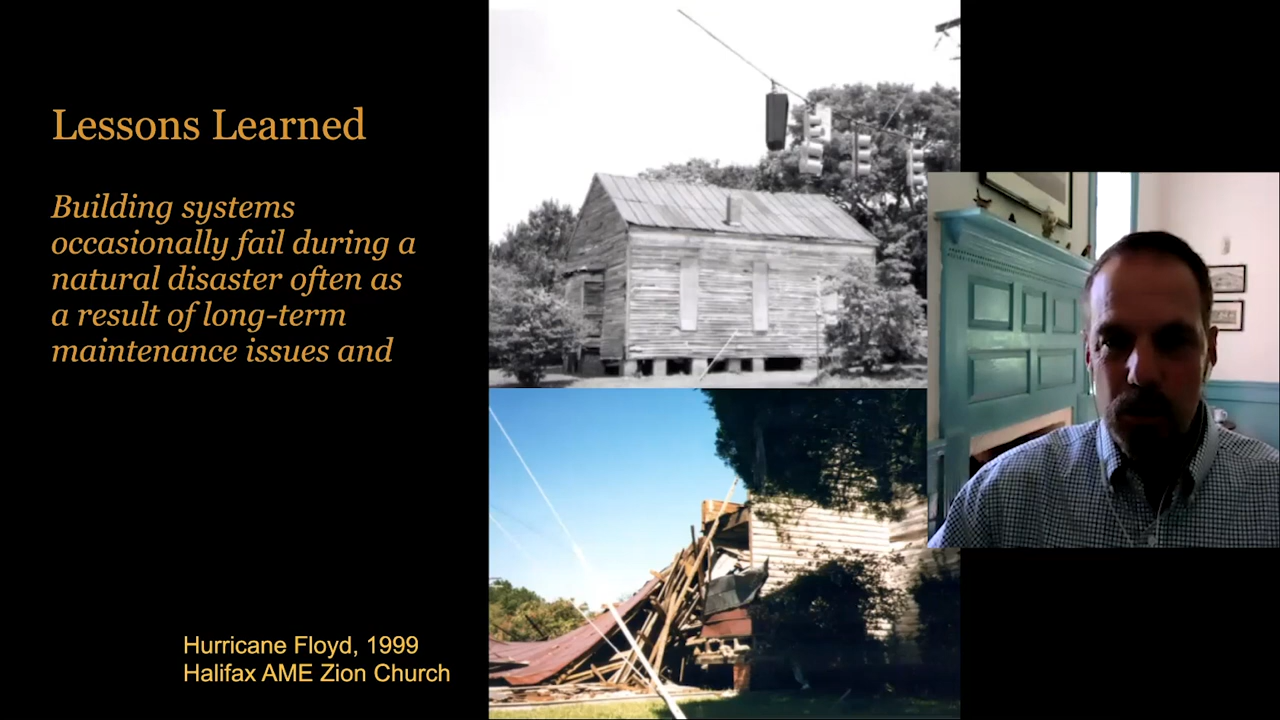 Lessons Learned
Building systems
occasionally fail during a
natural disaster often as
a result of long-term
maintenance issues and
Hurricane Floyd, 1999
Halifax AME Zion Church